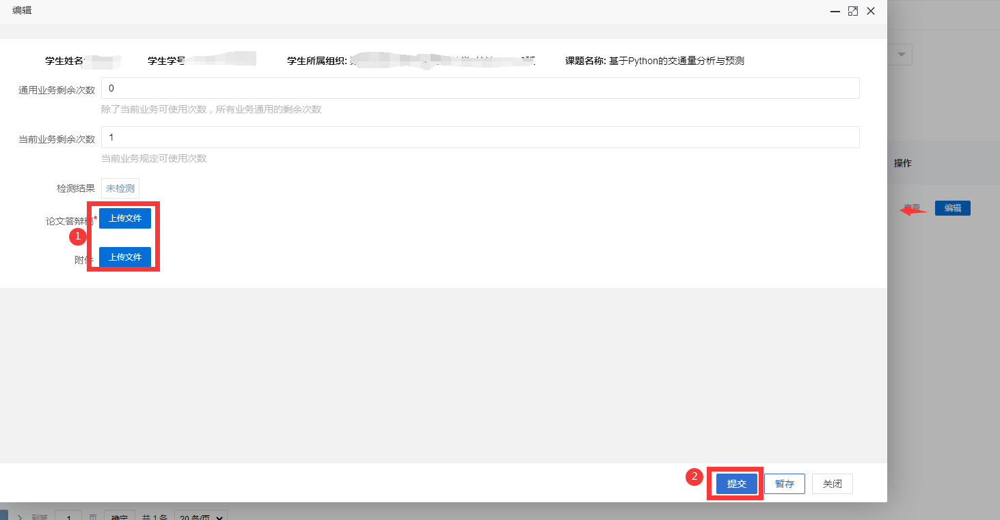 编辑
学生姓名: 学生学号 学生所属组织: 课题名称: 基于Python的交通量分析与预测
通用业务剩余次数 0
除了当前业务可使用次数，所有业务通用的剩余次数
当前业务剩余次数 1
当前业务规定可使用次数
操作
检测结果 未检测
查看 编辑
论文答辩稿* 上传文件
1
附件 上传文件
2 提交 暂存 关闭
到第 1 页 确定 共 1 条 20 条/页